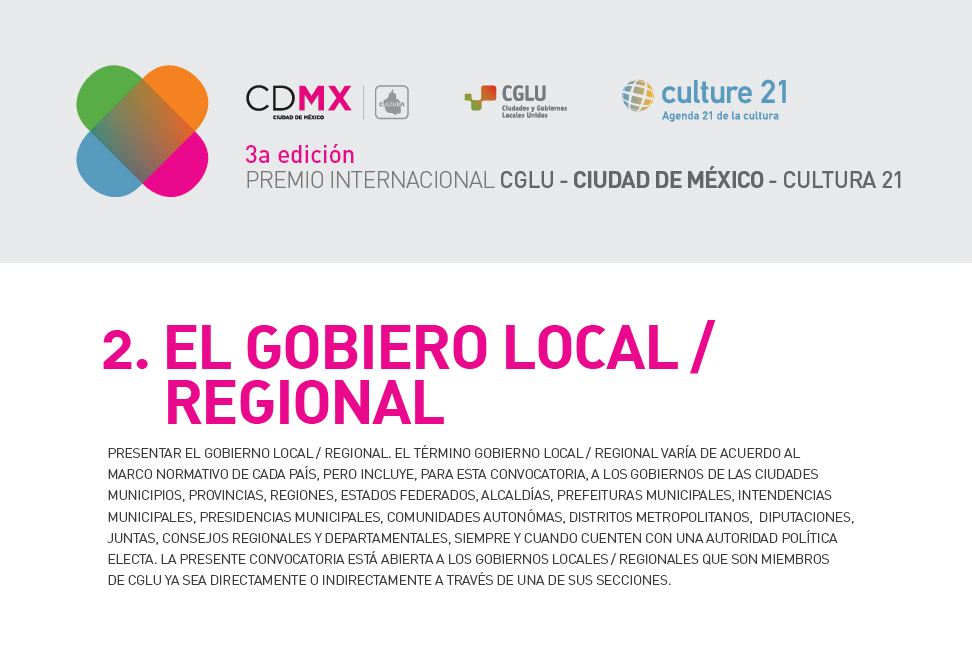 CDMX
CIUDAD DE MÉXICO
CULTURA
CGLU
Ciudades y Gobiernos
Locales Unidos
culture 21
Agenda 21 de la cultura
3a edición
PREMIO INTERNACIONAL CGLU - CIUDAD DE MÉXICO - CULTURA 21
2. EL GOBIERO LOCAL /
REGIONAL
PRESENTAR EL GOBIERNO LOCAL / REGIONAL. EL TÉRMINO GOBIERNO LOCAL / REGIONAL VARÍA DE ACUERDO AL
MARCO NORMATIVO DE CADA PAÍS, PERO INCLUYE, PARA ESTA CONVOCATORIA, A LOS GOBIERNOS DE LAS CIUDADES
MUNICIPIOS, PROVINCIAS, REGIONES, ESTADOS FEDERADOS, ALCALDÍAS, PREFEITURAS MUNICIPALES, INTENDENCIAS
MUNICIPALES, PRESIDENCIAS MUNICIPALES, COMUNIDADES AUTONÓMAS, DISTRITOS METROPOLITANOS, DIPUTACIONES,
JUNTAS, CONSEJOS REGIONALES Y DEPARTAMENTALES, SIEMPRE Y CUANDO CUENTEN CON UNA AUTORIDAD POLÍTICA
ELECTA. LA PRESENTE CONVOCATORIA ESTÁ ABIERTA A LOS GOBIERNOS LOCALES / REGIONALES QUE SON MIEMBROS
DE CGLU YA SEA DIRECTAMENTE O INDIRECTAMENTE A TRAVÉS DE UNA DE SUS SECCIONES.